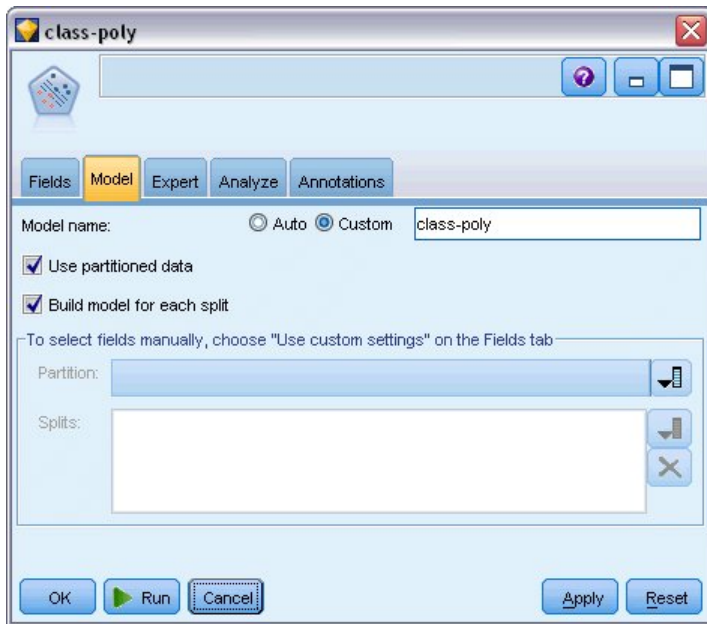 class-poly
Fields Model Expert Analyze Annotations
Model name: Auto Custom class-poly
Use partitioned data
Build model for each split
To select fields manually, choose "Use custom settings" on the Fields tab
Partition:
Splits:
OK Run Cancel Apply Reset